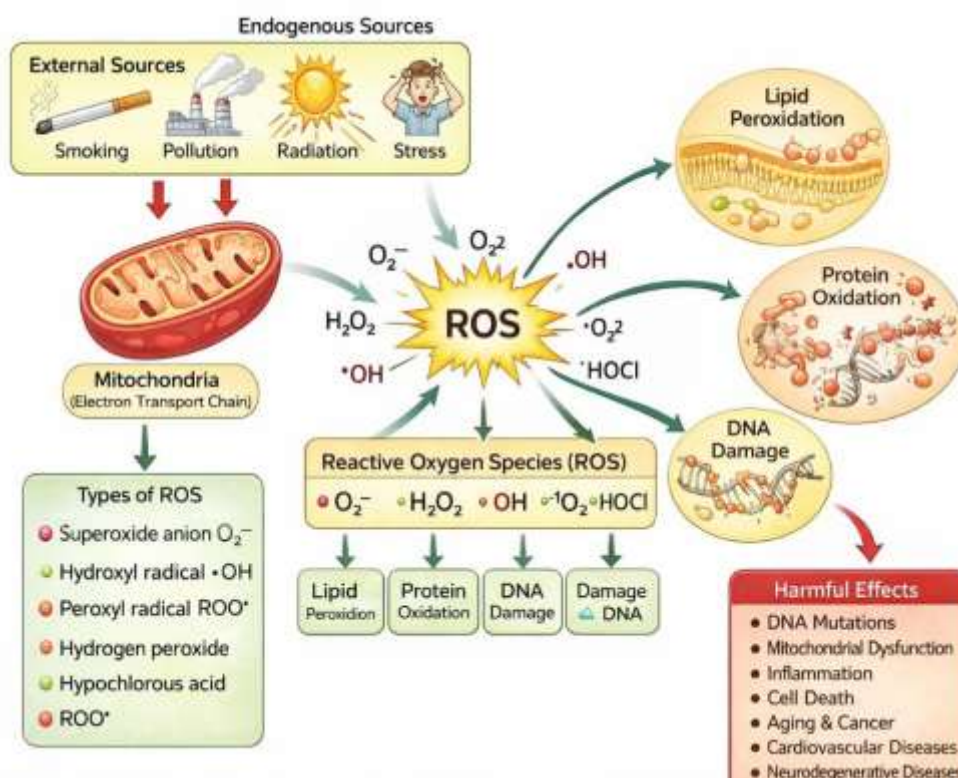 Endogenous Sources
External Sources
Smoking
Pollution
Radiation
Stress
Lipid
Peroxidation
O₂⁻
O₂²
•OH
H₂O₂
ROS
•O₂²
•OH
˙HOCl
Protein
Oxidation
Mitochondria
(Electron Transport Chain)
DNA
Damage
Reactive Oxygen Species (ROS)
O₂⁻ H₂O₂ OH ¹O₂ HOCl
Types of ROS
Superoxide anion O₂⁻
Hydroxyl radical •OH
Peroxyl radical ROO•
Hydrogen peroxide
Hypochlorous acid
ROO•
Lipid
Peroxidion
Protein
Oxidation
DNA
Damage
Damage
DNA
Harmful Effects
• DNA Mutations
• Mitochondrial Dysfunction
• Inflammation
• Cell Death
• Aging & Cancer
• Cardiovascular Diseases
• Neurodegenerative Diseases